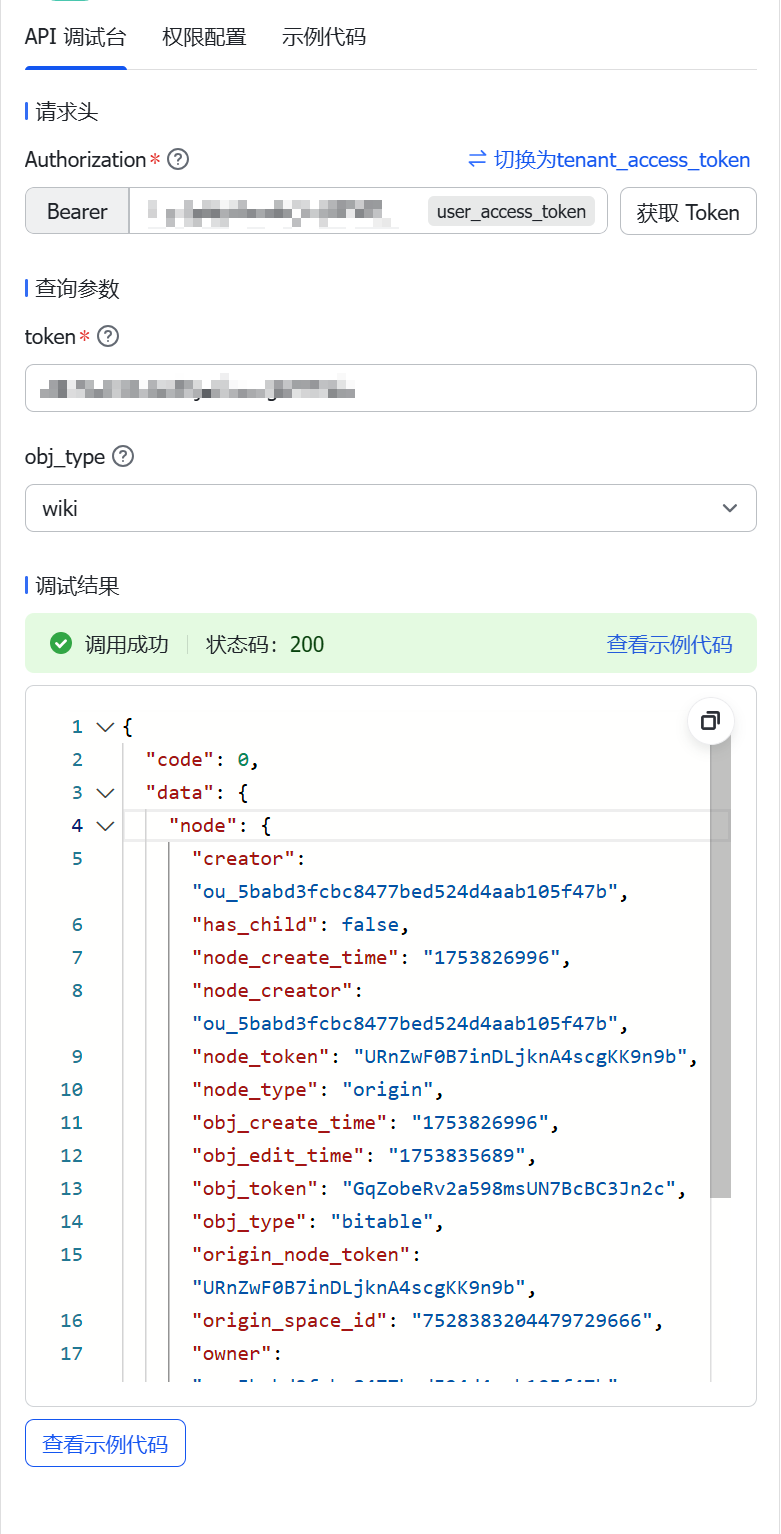 API 调试台 权限配置 示例代码
请求头
Authorization* ?
切换为tenant_access_token
Bearer user_access_token 获取 Token
查询参数
token* ?
obj_type ?
wiki
调试结果
调用成功 状态码：200 查看示例代码
1 {
2 "code": 0,
3 "data": {
4 "node": {
5 "creator":
"ou_5babd3fcbc8477bed524d4aab105f47b",
6 "has_child": false,
7 "node_create_time": "1753826996",
8 "node_creator":
"ou_5babd3fcbc8477bed524d4aab105f47b",
9 "node_token": "URnZwF0B7inDLjknA4scgKK9n9b",
10 "node_type": "origin",
11 "obj_create_time": "1753826996",
12 "obj_edit_time": "1753835689",
13 "obj_token": "GqZobeRv2a598msUN7BcBC3Jn2c",
14 "obj_type": "bitable",
15 "origin_node_token":
"URnZwF0B7inDLjknA4scgKK9n9b",
16 "origin_space_id": "7528383204479729666",
17 "owner":
查看示例代码